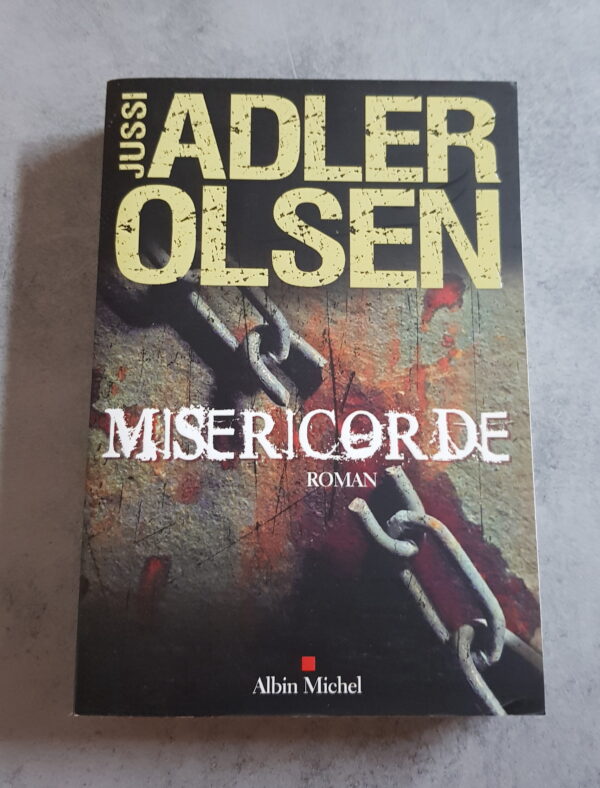 JUSSI
ADLER
OLSEN
MISERICORDE
ROMAN
Albin Michel